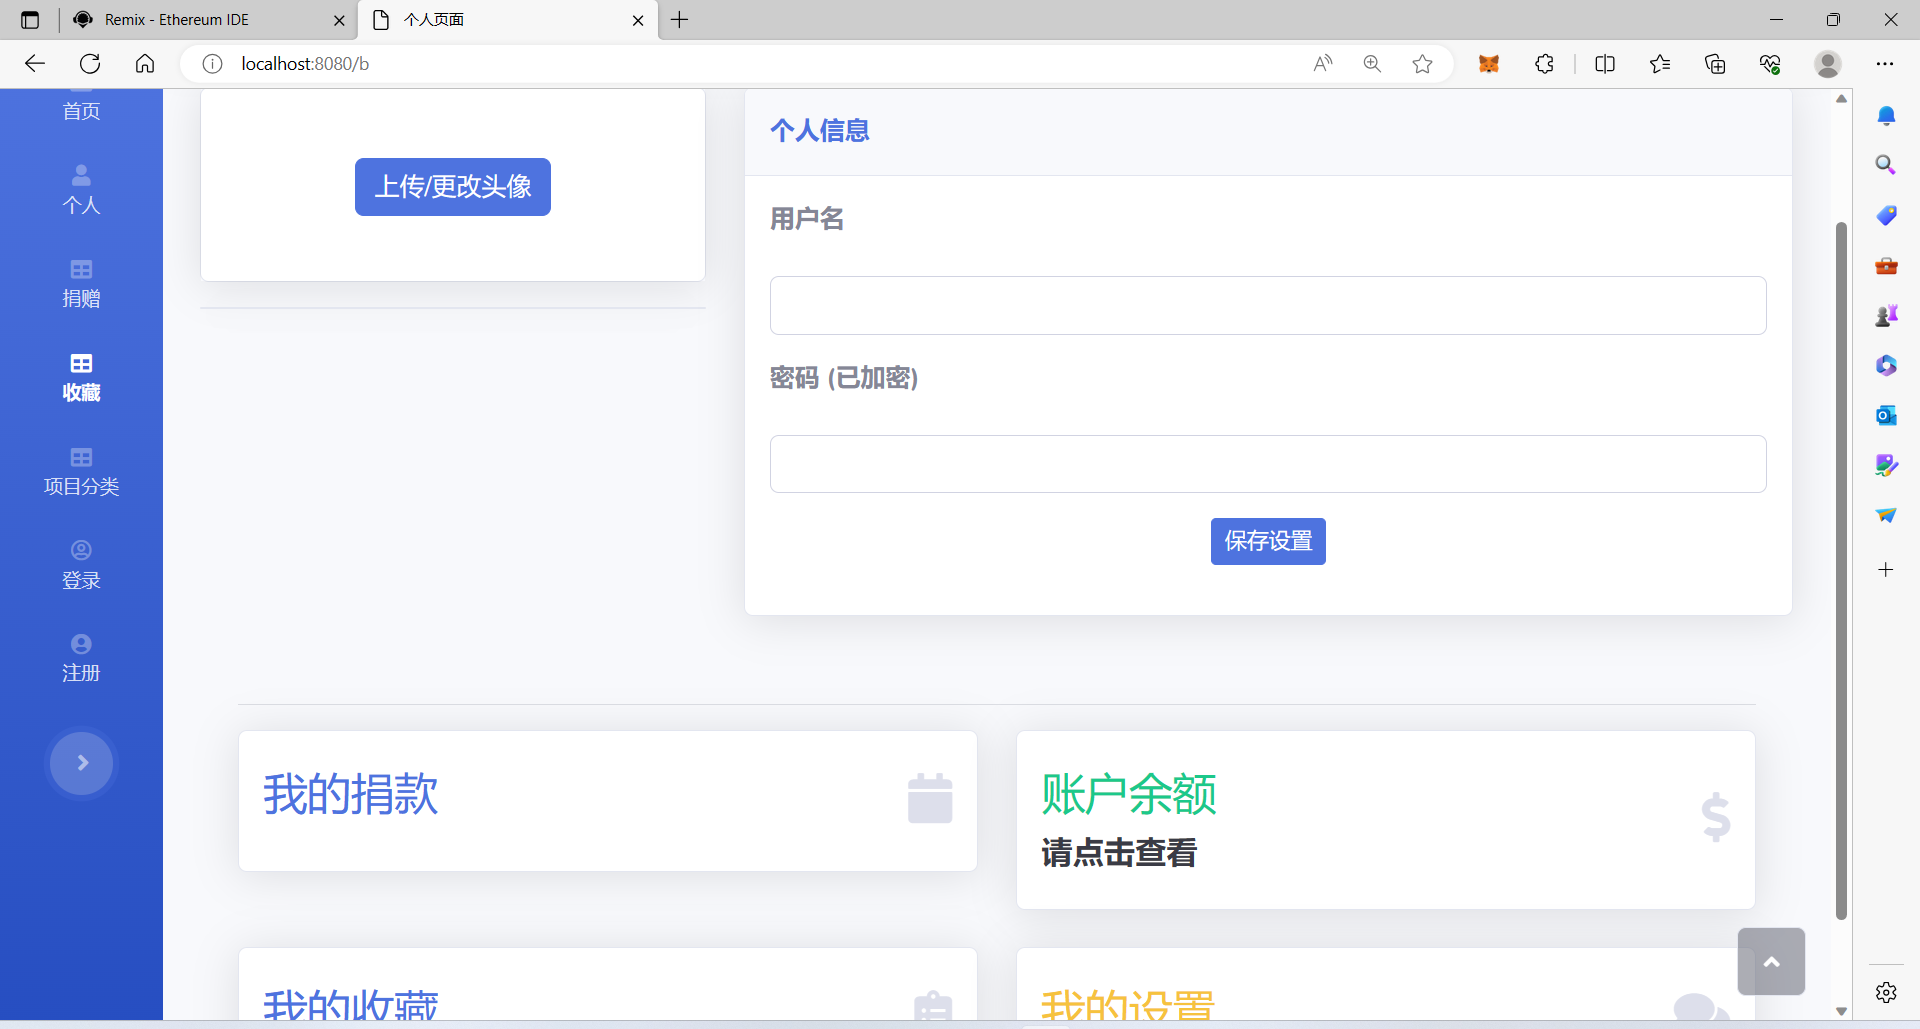 Remix - Ethereum IDE
个人页面
localhost:8080/b
首页
个人
捐赠
收藏
项目分类
登录
注册
上传/更改头像
个人信息
用户名
密码 (已加密)
保存设置
我的捐款
账户余额
请点击查看
我的收藏
我的设置